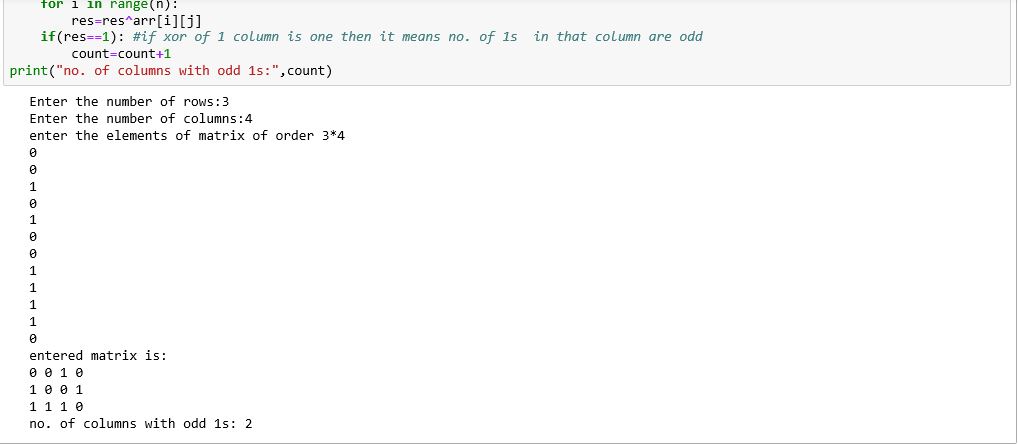 for i in range(n):
res=res^arr[i][j]
if(res==1): #if xor of 1 column is one then it means no. of 1s  in that column are odd
count=count+1
print("no. of columns with odd 1s:",count)
Enter the number of rows:3
Enter the number of columns:4
enter the elements of matrix of order 3*4
0
0
1
0
1
0
0
1
1
1
1
0
entered matrix is:
0 0 1 0
1 0 0 1
1 1 1 0
no. of columns with odd 1s: 2